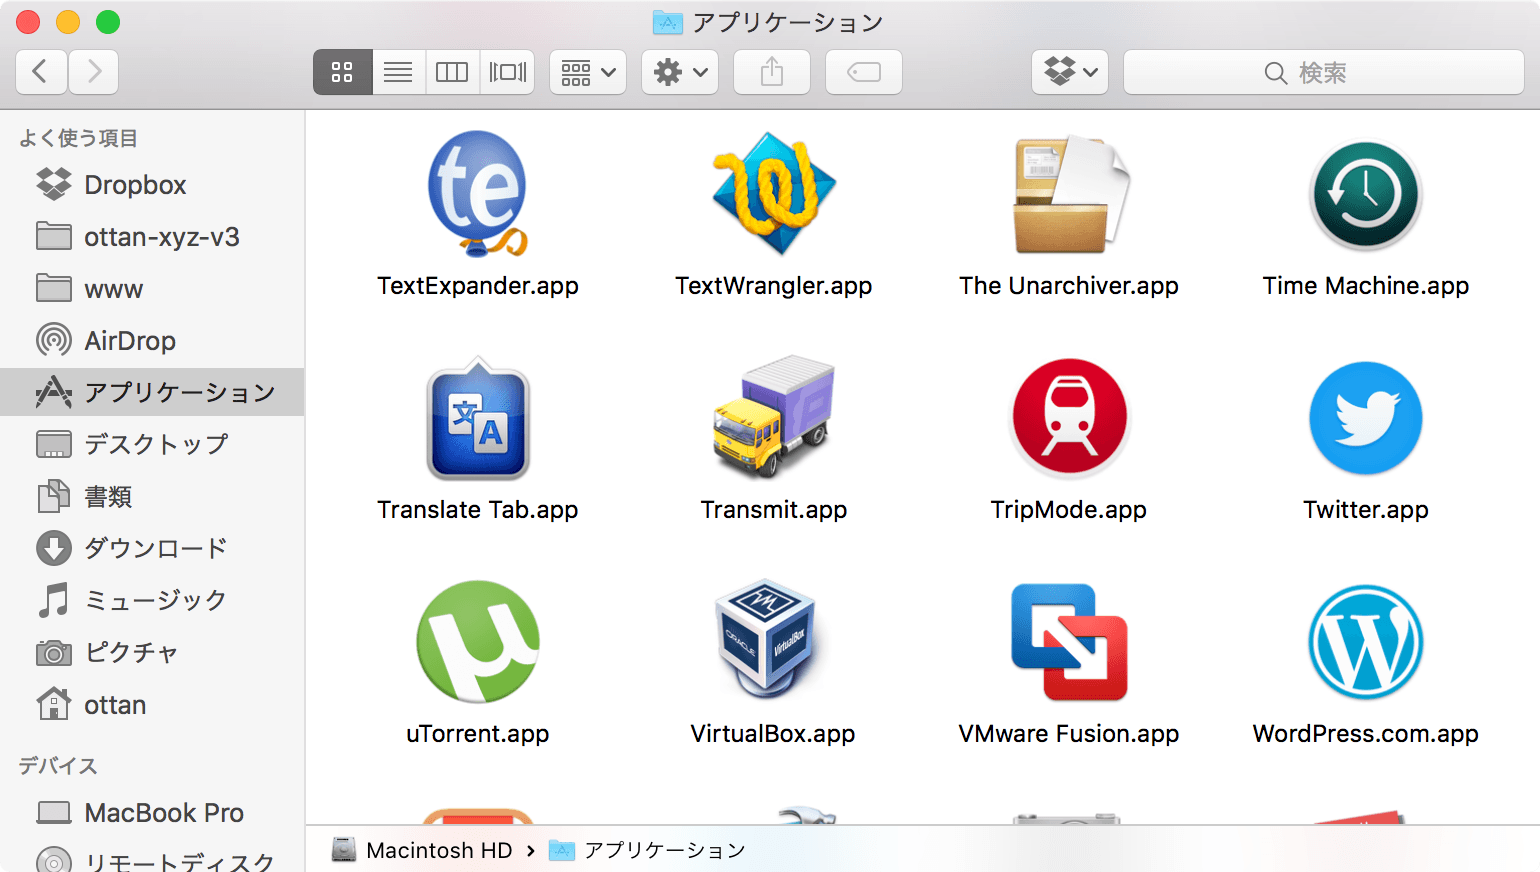 アプリケーション
検索
よく使う項目
Dropbox
ottan-xyz-v3
www
AirDrop
アプリケーション
デスクトップ
書類
ダウンロード
ミュージック
ピクチャ
ottan
デバイス
MacBook Pro
リモートディスク
te
TextExpander.app
TextWrangler.app
The Unarchiver.app
Time Machine.app
文
A
Translate Tab.app
Transmit.app
TripMode.app
Twitter.app
µ
uTorrent.app
ORACLE
VirtualBox
VirtualBox.app
VMware Fusion.app
W
WordPress.com.app
Macintosh HD › アプリケーション